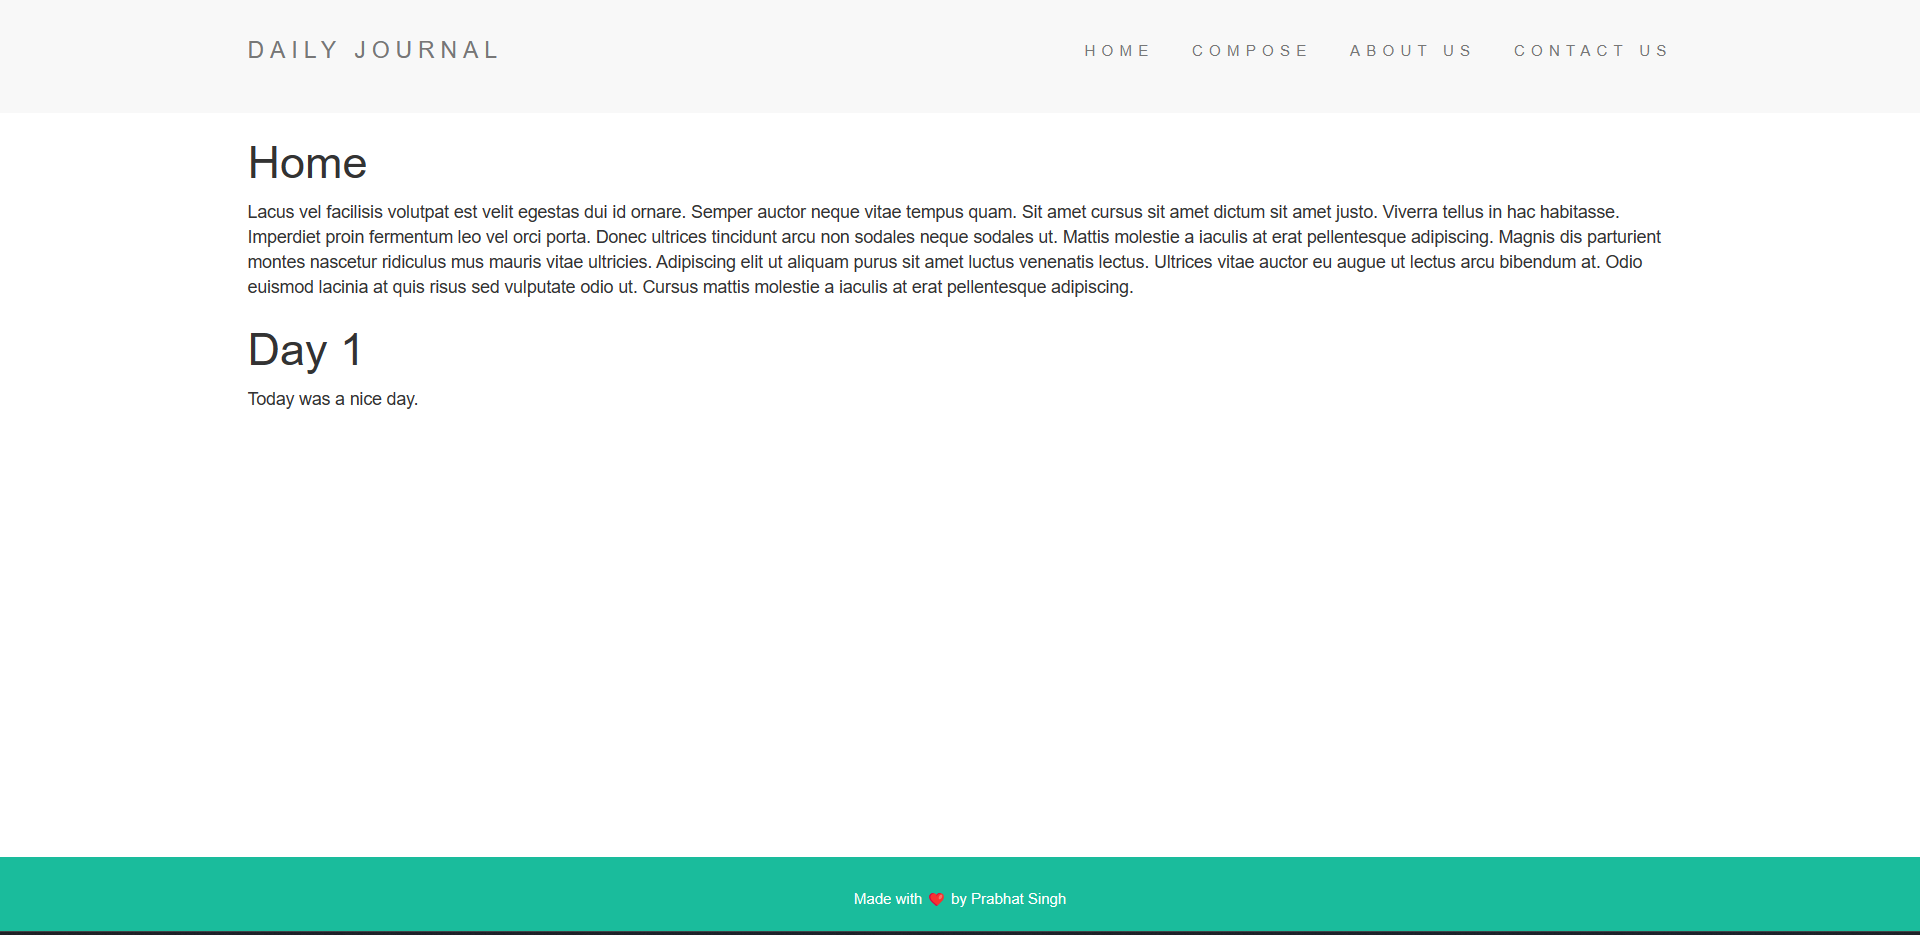 DAILY JOURNAL
HOME COMPOSE ABOUT US CONTACT US
Home
Lacus vel facilisis volutpat est velit egestas dui id ornare. Semper auctor neque vitae tempus quam. Sit amet cursus sit amet dictum sit amet justo. Viverra tellus in hac habitasse.
Imperdiet proin fermentum leo vel orci porta. Donec ultrices tincidunt arcu non sodales neque sodales ut. Mattis molestie a iaculis at erat pellentesque adipiscing. Magnis dis parturient
montes nascetur ridiculus mus mauris vitae ultricies. Adipiscing elit ut aliquam purus sit amet luctus venenatis lectus. Ultrices vitae auctor eu augue ut lectus arcu bibendum at. Odio
euismod lacinia at quis risus sed vulputate odio ut. Cursus mattis molestie a iaculis at erat pellentesque adipiscing.
Day 1
Today was a nice day.
Made with ❤️ by Prabhat Singh